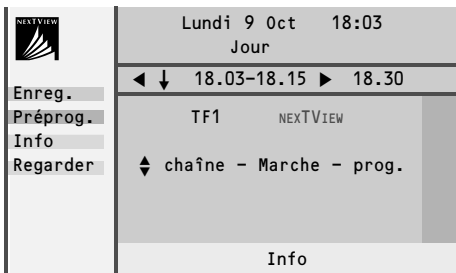 NEXTVIEW
Lundi 9 Oct 18:03
Jour
◀ ↓ 18.03-18.15 ▶ 18.30
Enreg.
Préprog.
Info
Regarder
TF1 NEXTVIEW
chaîne - Marche - prog.
Info